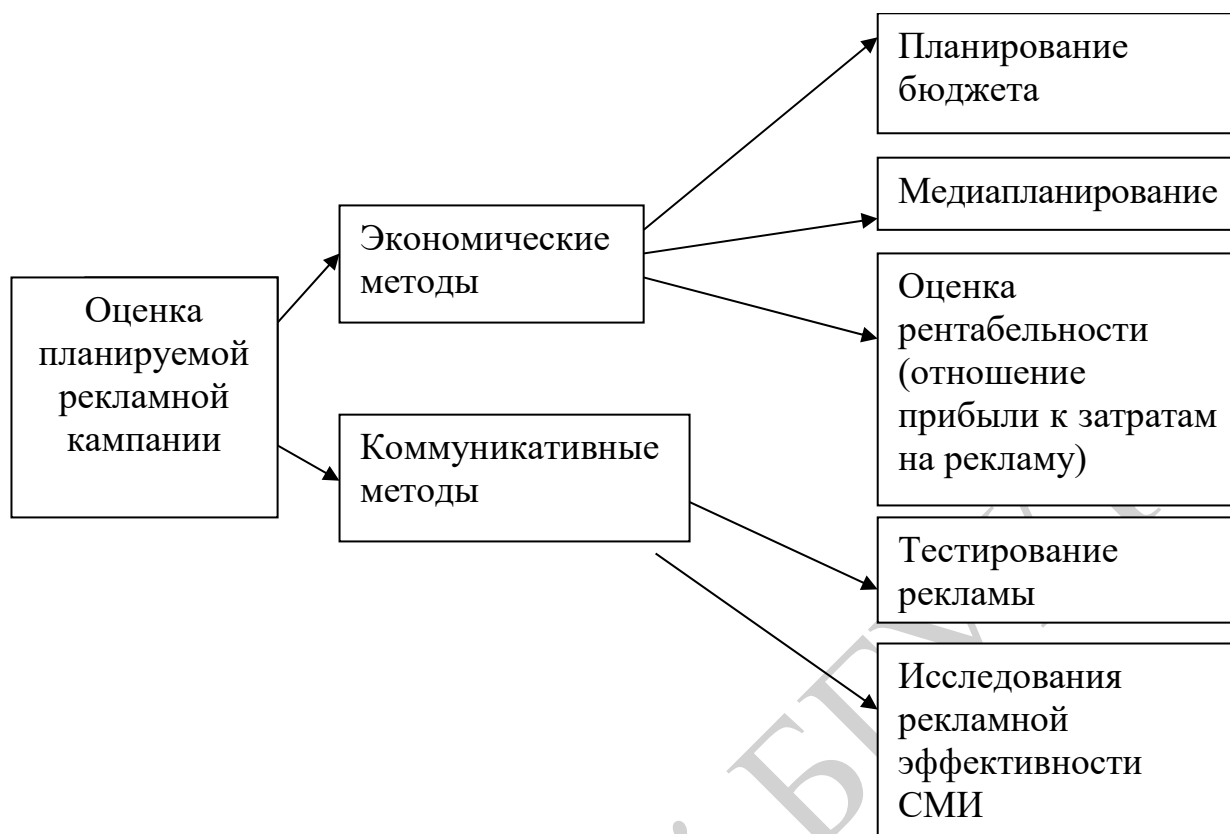 Оценка
планируемой
рекламной
кампании
Экономические
методы
Коммуникативные
методы
Планирование
бюджета
Медиапланирование
Оценка
рентабельности
(отношение
прибыли к затратам
на рекламу)
Тестирование
рекламы
Исследования
рекламной
эффективности
СМИ